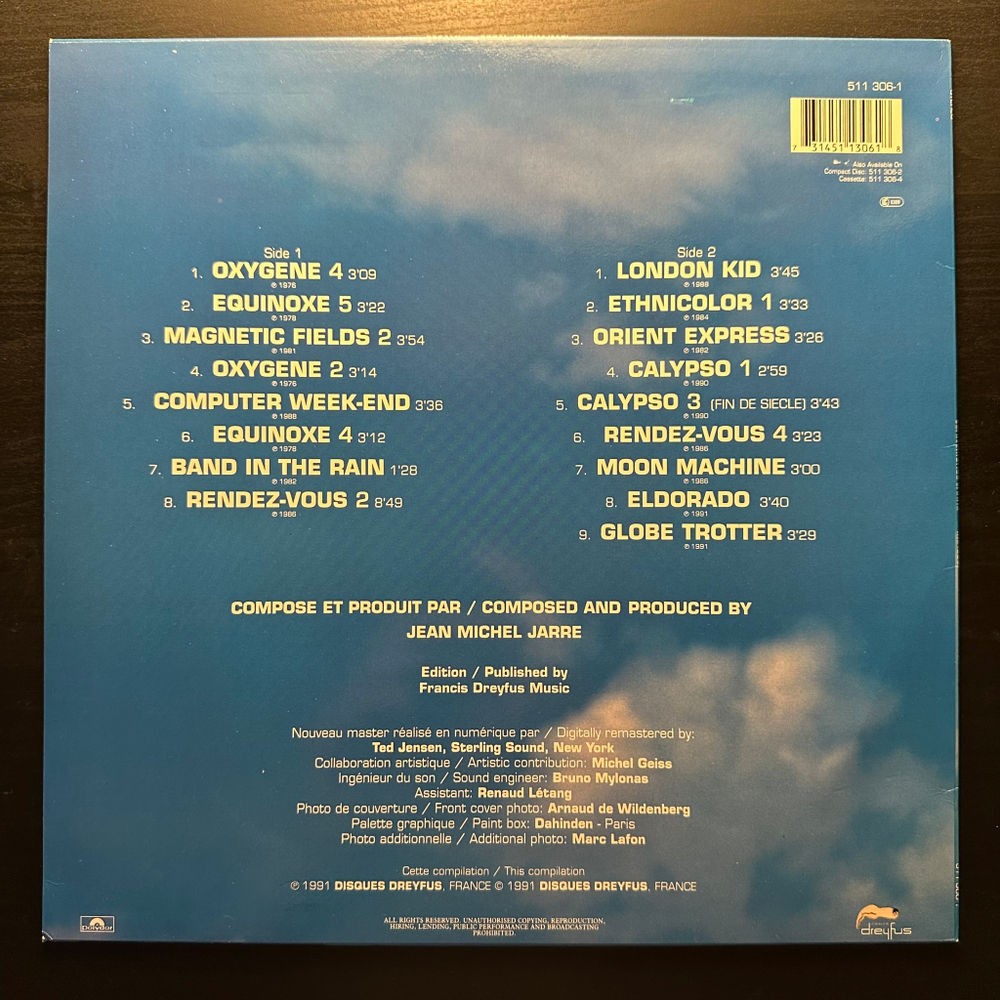 511 306-1
7 31451 13061 8
Also Available On
Compact Disc: 511 306-2
Cassette: 511 306-4
Side 1
1. OXYGENE 4 3'09
℗ 1976
2. EQUINOXE 5 3'22
℗ 1978
3. MAGNETIC FIELDS 2 3'54
℗ 1981
4. OXYGENE 2 3'14
℗ 1976
5. COMPUTER WEEK-END 3'36
℗ 1988
6. EQUINOXE 4 3'12
℗ 1978
7. BAND IN THE RAIN 1'28
℗ 1982
8. RENDEZ-VOUS 2 8'49
℗ 1986
Side 2
1. LONDON KID 3'45
℗ 1988
2. ETHNICOLOR 1 3'33
℗ 1984
3. ORIENT EXPRESS 3'26
℗ 1982
4. CALYPSO 1 2'59
℗ 1990
5. CALYPSO 3 (FIN DE SIECLE) 3'43
℗ 1990
6. RENDEZ-VOUS 4 3'23
℗ 1986
7. MOON MACHINE 3'00
℗ 1986
8. ELDORADO 3'40
℗ 1991
9. GLOBE TROTTER 3'29
℗ 1991
COMPOSE ET PRODUIT PAR / COMPOSED AND PRODUCED BY
JEAN MICHEL JARRE
Edition / Published by
Francis Dreyfus Music
Nouveau master réalisé en numérique par / Digitally remastered by:
Ted Jensen, Sterling Sound, New York
Collaboration artistique / Artistic contribution: Michel Geiss
Ingénieur du son / Sound engineer: Bruno Mylonas
Assistant: Renaud Létang
Photo de couverture / Front cover photo: Arnaud de Wildenberg
Palette graphique / Paint box: Dahinden - Paris
Photo additionnelle / Additional photo: Marc Lafon
Cette compilation / This compilation
℗ 1991 DISQUES DREYFUS, FRANCE © 1991 DISQUES DREYFUS, FRANCE
ALL RIGHTS RESERVED. UNAUTHORISED COPYING, REPRODUCTION,
HIRING, LENDING, PUBLIC PERFORMANCE AND BROADCASTING
PROHIBITED.
polydor
dreyfus